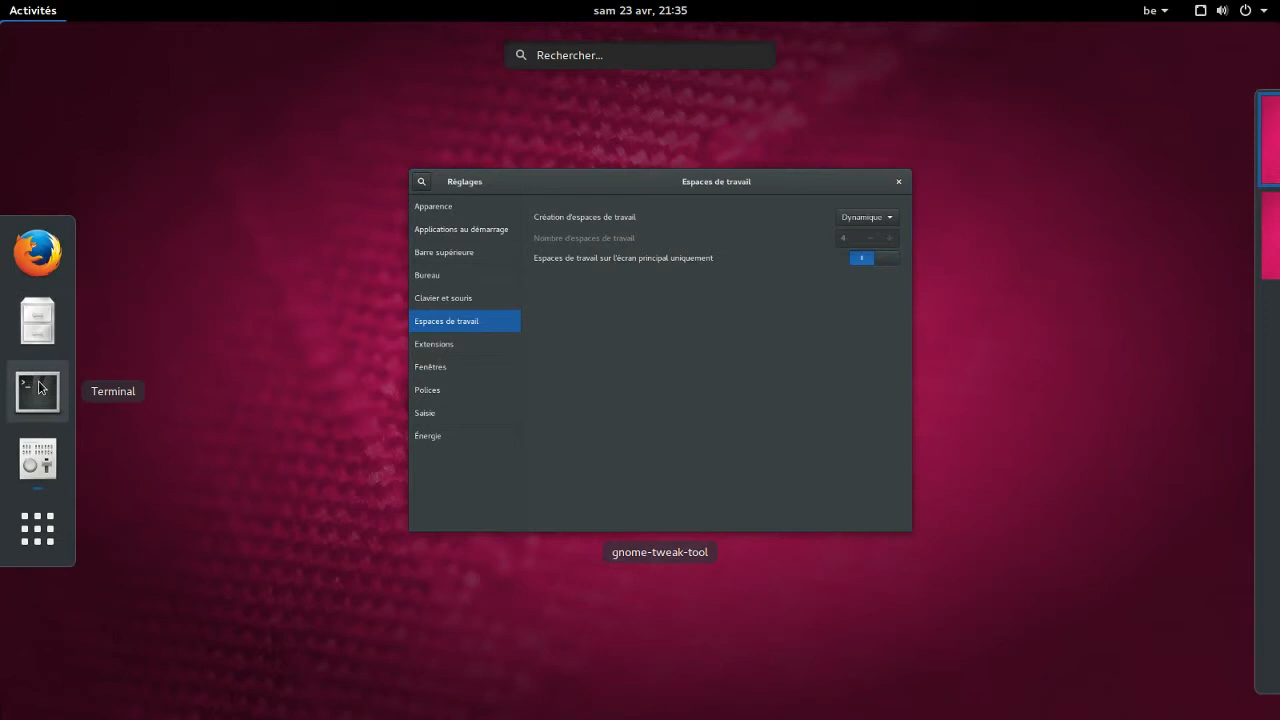 Activités
sam 23 avr, 21:35
be
Rechercher...
Réglages
Espaces de travail
Apparence
Applications au démarrage
Barre supérieure
Bureau
Clavier et souris
Espaces de travail
Extensions
Fenêtres
Polices
Saisie
Énergie
Création d'espaces de travail
Dynamique
Nombre d'espaces de travail
4
Espaces de travail sur l'écran principal uniquement
Terminal
gnome-tweak-tool